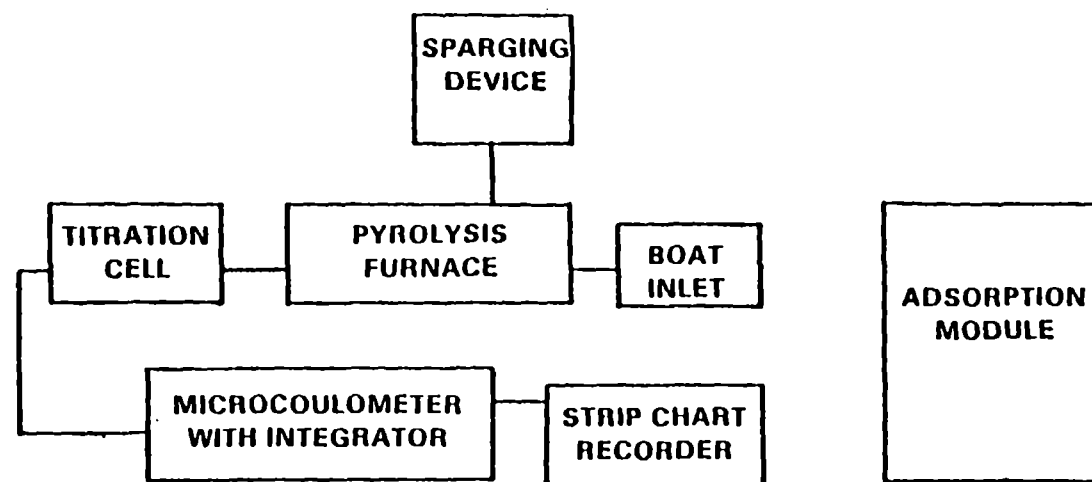 SPARGING
DEVICE
TITRATION
CELL
PYROLYSIS
FURNACE
BOAT
INLET
ADSORPTION
MODULE
MICROCOULOMETER
WITH INTEGRATOR
STRIP CHART
RECORDER